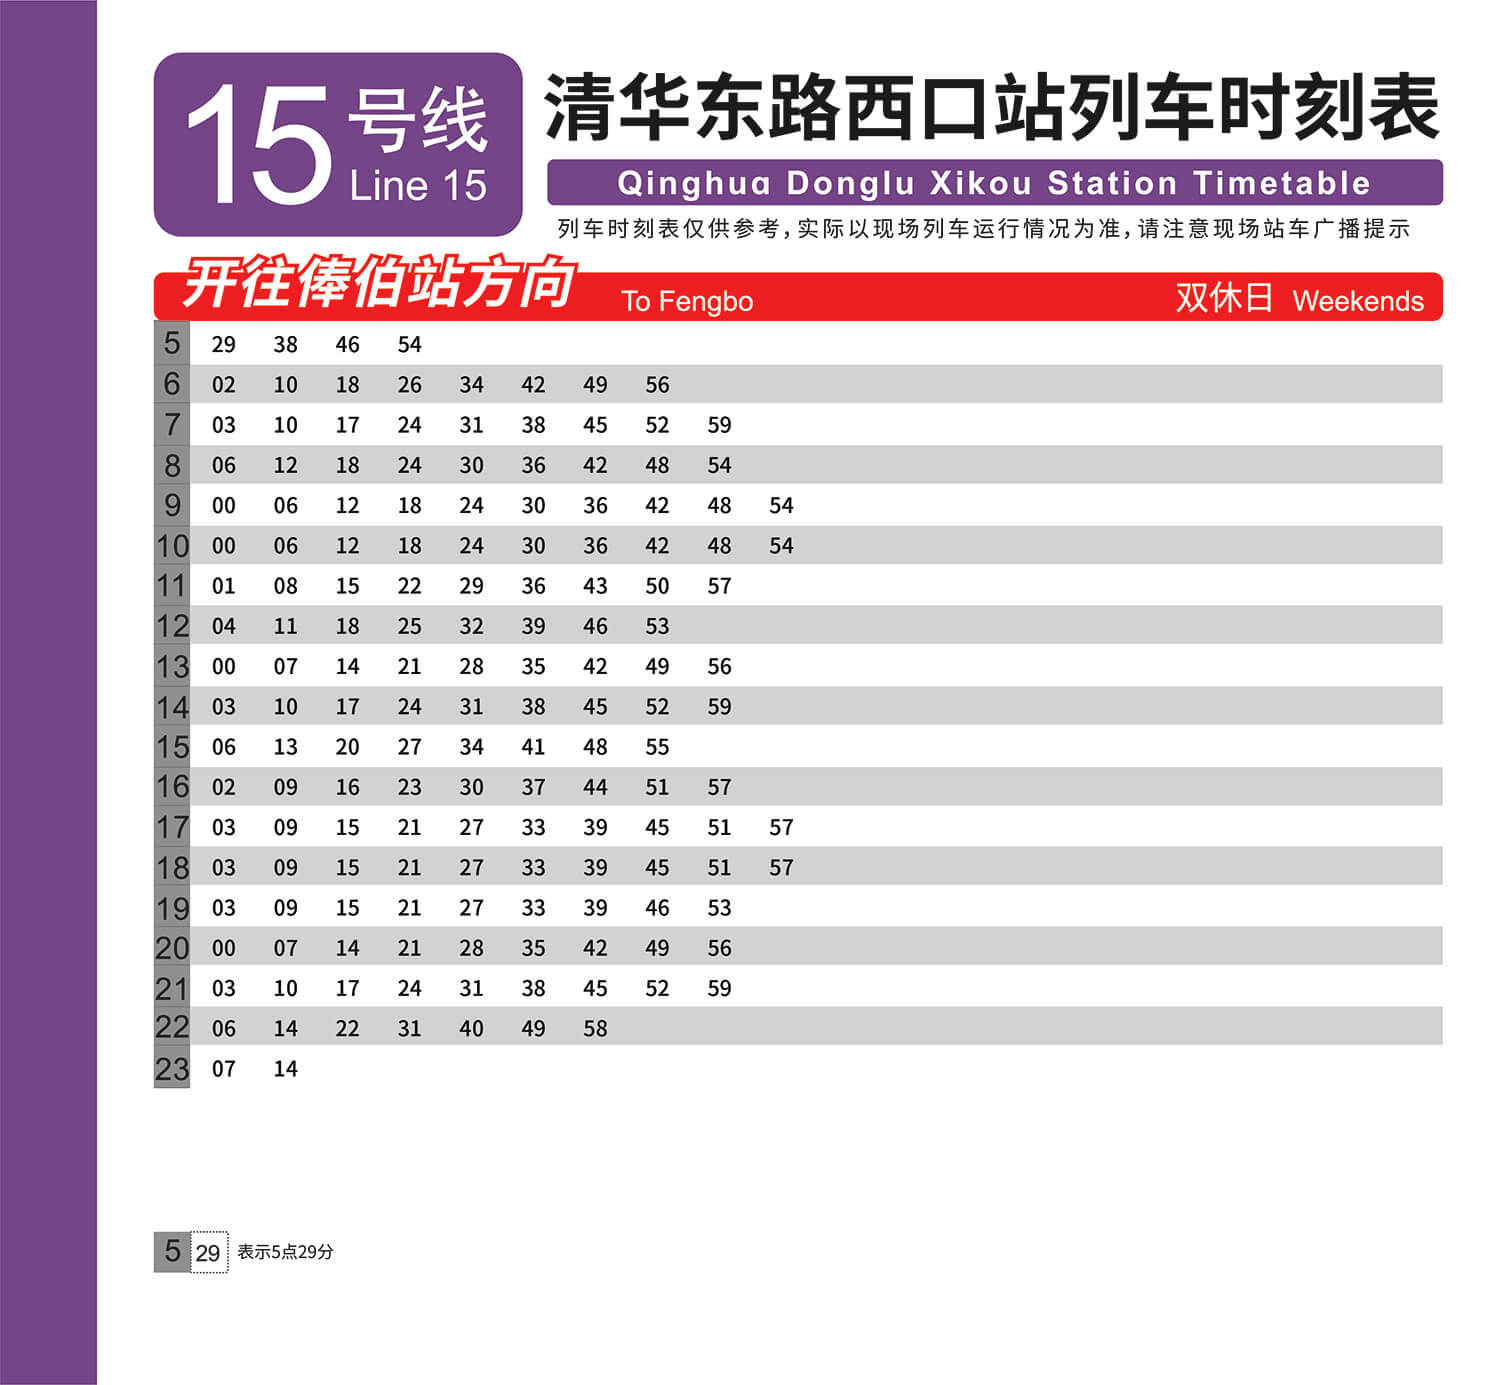 15号线
Line 15
清华东路西口站列车时刻表
Qinghua Donglu Xikou Station Timetable
列车时刻表仅供参考,实际以现场列车运行情况为准,请注意现场站车广播提示
开往俸伯站方向 To Fengbo 双休日 Weekends
5 29 38 46 54
6 02 10 18 26 34 42 49 56
7 03 10 17 24 31 38 45 52 59
8 06 12 18 24 30 36 42 48 54
9 00 06 12 18 24 30 36 42 48 54
10 00 06 12 18 24 30 36 42 48 54
11 01 08 15 22 29 36 43 50 57
12 04 11 18 25 32 39 46 53
13 00 07 14 21 28 35 42 49 56
14 03 10 17 24 31 38 45 52 59
15 06 13 20 27 34 41 48 55
16 02 09 16 23 30 37 44 51 57
17 03 09 15 21 27 33 39 45 51 57
18 03 09 15 21 27 33 39 45 51 57
19 03 09 15 21 27 33 39 46 53
20 00 07 14 21 28 35 42 49 56
21 03 10 17 24 31 38 45 52 59
22 06 14 22 31 40 49 58
23 07 14
5 29 表示5点29分